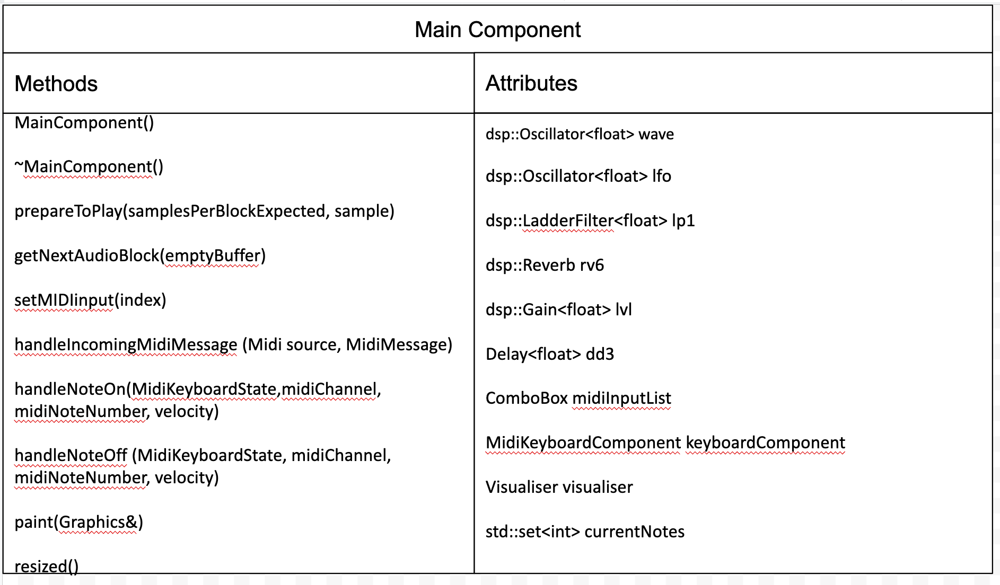 Main Component
Methods
Attributes
MainComponent()
~MainComponent()
prepareToPlay(samplesPerBlockExpected, sample)
getNextAudioBlock(emptyBuffer)
setMIDIinput(index)
handleIncomingMidiMessage (Midi source, MidiMessage)
handleNoteOn(MidiKeyboardState,midiChannel,
midiNoteNumber, velocity)
handleNoteOff (MidiKeyboardState, midiChannel,
midiNoteNumber, velocity)
paint(Graphics&)
resized()
dsp::Oscillator<float> wave
dsp::Oscillator<float> lfo
dsp::LadderFilter<float> lp1
dsp::Reverb rv6
dsp::Gain<float> lvl
Delay<float> dd3
ComboBox midiInputList
MidiKeyboardComponent keyboardComponent
Visualiser visualiser
std::set<int> currentNotes